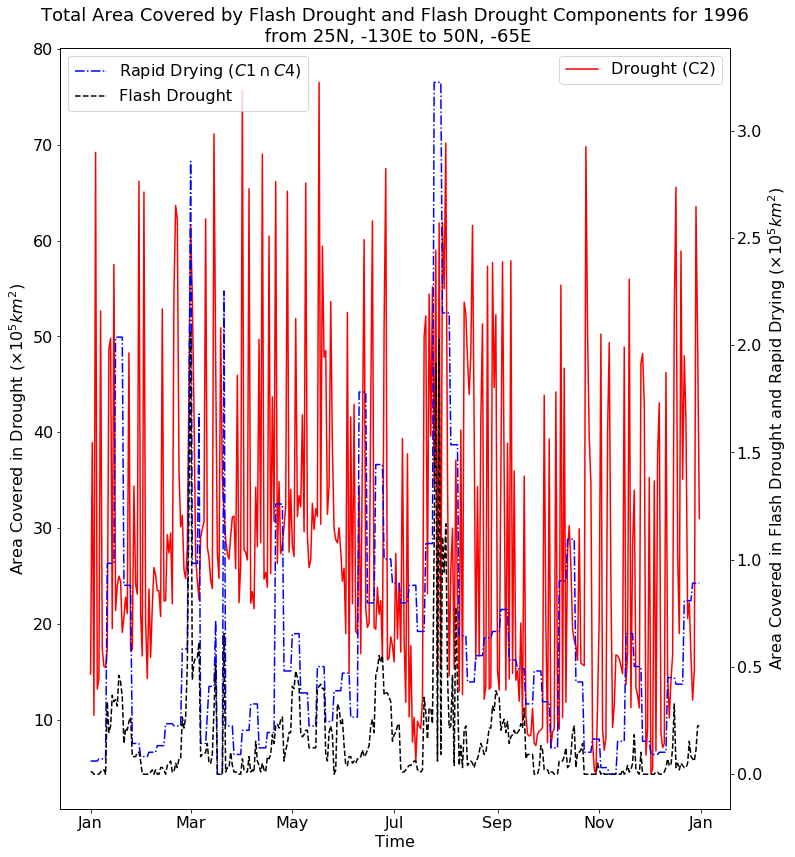 Total Area Covered by Flash Drought and Flash Drought Components for 1996
from 25N, -130E to 50N, -65E
Rapid Drying (C1 ∩ C4)
Flash Drought
Drought (C2)
Area Covered in Drought (×10⁵km²)
80
70
60
50
40
30
20
10
3.0
2.5
2.0
1.5
1.0
0.5
0.0
Area Covered in Flash Drought and Rapid Drying (×10⁵km²)
Jan Mar May Jul Sep Nov Jan
Time